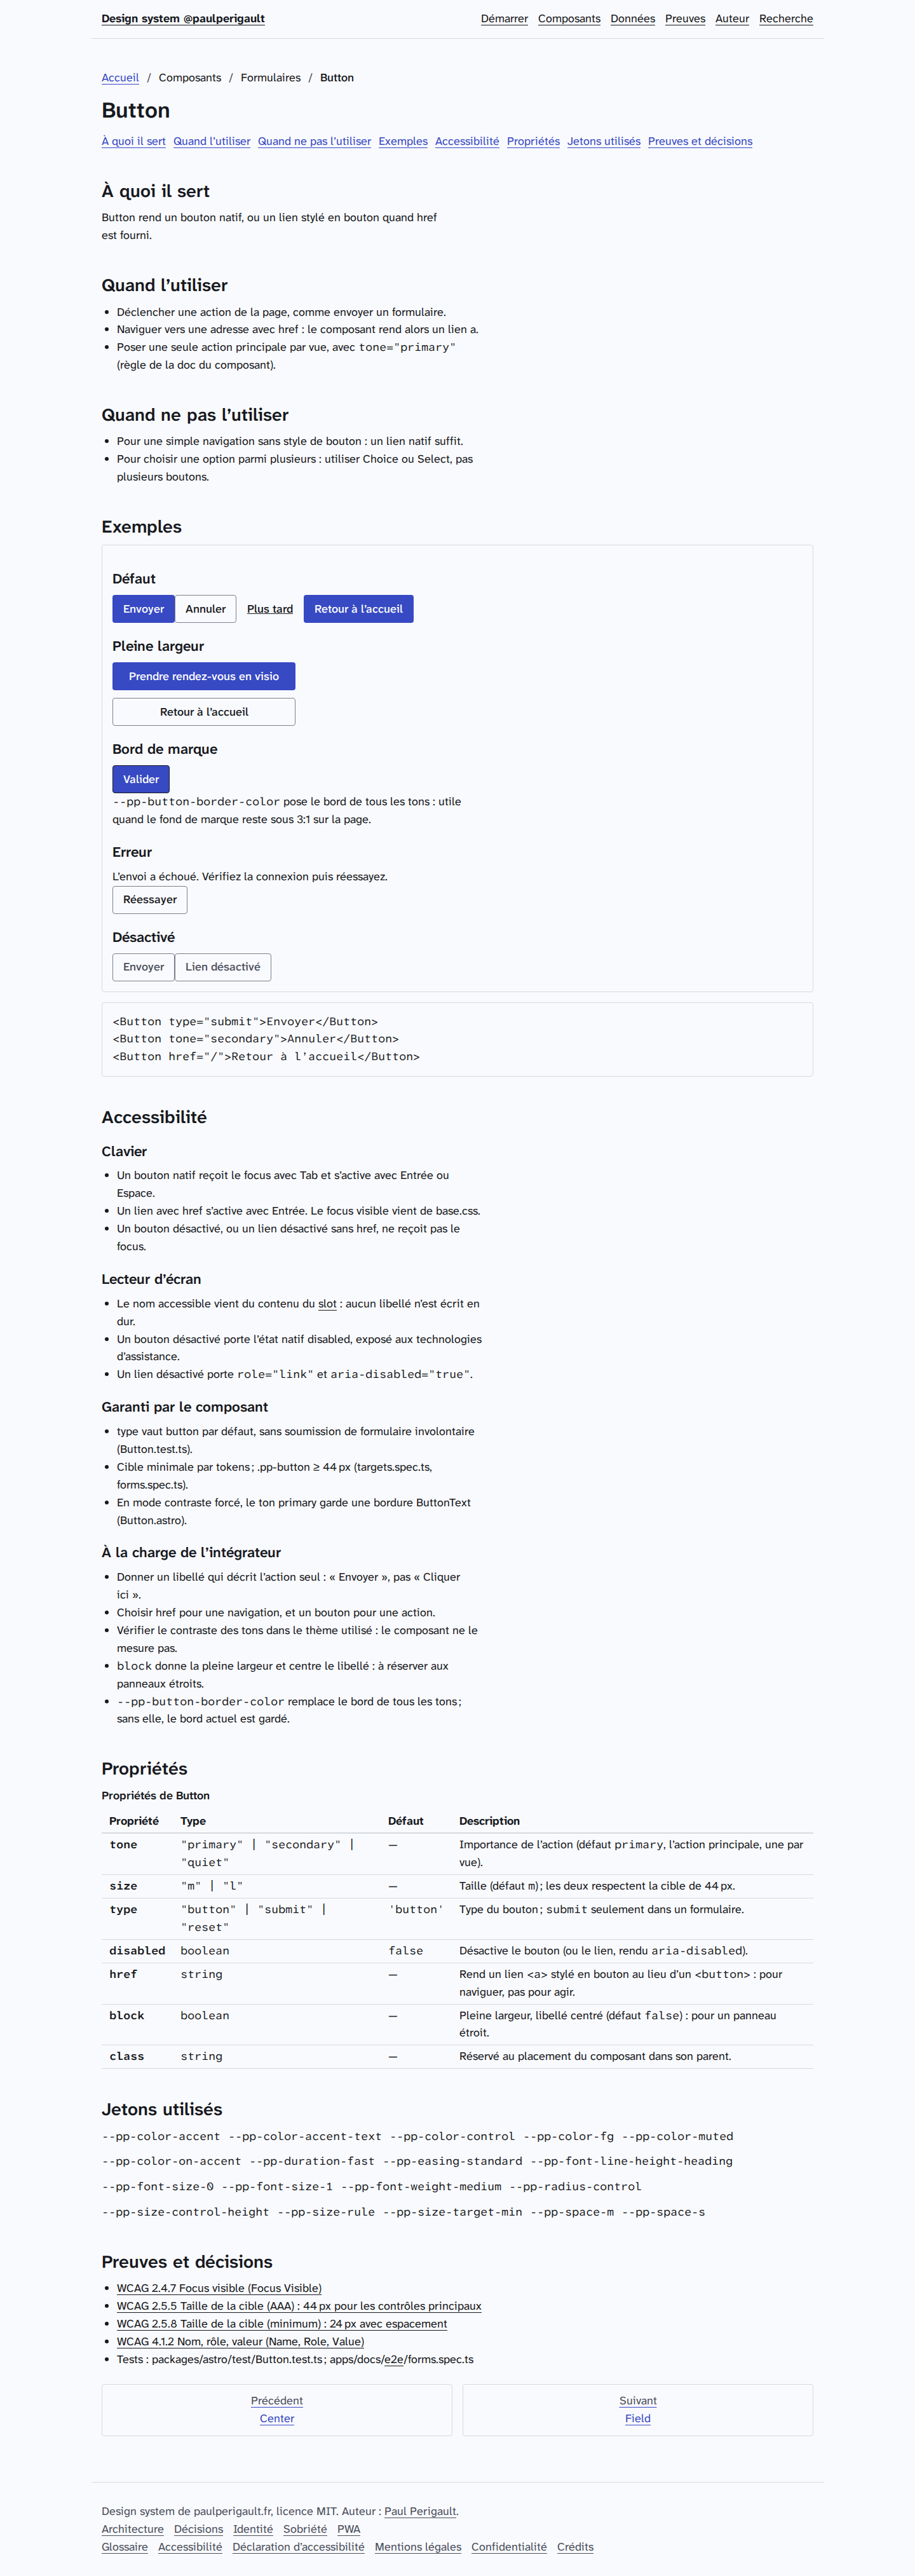 Design system @paulperigault
Démarrer Composants Données Preuves Auteur Recherche
Accueil / Composants / Formulaires / Button
Button
À quoi il sert Quand l’utiliser Quand ne pas l’utiliser Exemples Accessibilité Propriétés Jetons utilisés Preuves et décisions
À quoi il sert
Button rend un bouton natif, ou un lien stylé en bouton quand href
est fourni.
Quand l’utiliser
• Déclencher une action de la page, comme envoyer un formulaire.
• Naviguer vers une adresse avec href : le composant rend alors un lien a.
• Poser une seule action principale par vue, avec tone="primary"
(règle de la doc du composant).
Quand ne pas l’utiliser
• Pour une simple navigation sans style de bouton : un lien natif suffit.
• Pour choisir une option parmi plusieurs : utiliser Choice ou Select, pas
plusieurs boutons.
Exemples
Défaut
Envoyer Annuler Plus tard Retour à l’accueil
Pleine largeur
Prendre rendez-vous en visio
Retour à l’accueil
Bord de marque
Valider
--pp-button-border-color pose le bord de tous les tons : utile
quand le fond de marque reste sous 3:1 sur la page.
Erreur
L’envoi a échoué. Vérifiez la connexion puis réessayez.
Réessayer
Désactivé
Envoyer Lien désactivé
<Button type="submit">Envoyer</Button>
<Button tone="secondary">Annuler</Button>
<Button href="/">Retour à l’accueil</Button>
Accessibilité
Clavier
• Un bouton natif reçoit le focus avec Tab et s’active avec Entrée ou
Espace.
• Un lien avec href s’active avec Entrée. Le focus visible vient de base.css.
• Un bouton désactivé, ou un lien désactivé sans href, ne reçoit pas le
focus.
Lecteur d’écran
• Le nom accessible vient du contenu du slot : aucun libellé n’est écrit en
dur.
• Un bouton désactivé porte l’état natif disabled, exposé aux technologies
d’assistance.
• Un lien désactivé porte role="link" et aria-disabled="true".
Garanti par le composant
• type vaut button par défaut, sans soumission de formulaire involontaire
(Button.test.ts).
• Cible minimale par tokens ; .pp-button ≥ 44 px (targets.spec.ts,
forms.spec.ts).
• En mode contraste forcé, le ton primary garde une bordure ButtonText
(Button.astro).
À la charge de l’intégrateur
• Donner un libellé qui décrit l’action seul : « Envoyer », pas « Cliquer
ici ».
• Choisir href pour une navigation, et un bouton pour une action.
• Vérifier le contraste des tons dans le thème utilisé : le composant ne le
mesure pas.
• block donne la pleine largeur et centre le libellé : à réserver aux
panneaux étroits.
• --pp-button-border-color remplace le bord de tous les tons ;
sans elle, le bord actuel est gardé.
Propriétés
Propriétés de Button
Propriété Type Défaut Description
tone "primary" | "secondary" | — Importance de l’action (défaut primary, l’action principale, une par
"quiet" vue).
size "m" | "l" — Taille (défaut m) ; les deux respectent la cible de 44 px.
type "button" | "submit" | 'button' Type du bouton ; submit seulement dans un formulaire.
"reset"
disabled boolean false Désactive le bouton (ou le lien, rendu aria-disabled).
href string — Rend un lien <a> stylé en bouton au lieu d’un <button> : pour
naviguer, pas pour agir.
block boolean — Pleine largeur, libellé centré (défaut false) : pour un panneau
étroit.
class string — Réservé au placement du composant dans son parent.
Jetons utilisés
--pp-color-accent --pp-color-accent-text --pp-color-control --pp-color-fg --pp-color-muted
--pp-color-on-accent --pp-duration-fast --pp-easing-standard --pp-font-line-height-heading
--pp-font-size-0 --pp-font-size-1 --pp-font-weight-medium --pp-radius-control
--pp-size-control-height --pp-size-rule --pp-size-target-min --pp-space-m --pp-space-s
Preuves et décisions
• WCAG 2.4.7 Focus visible (Focus Visible)
• WCAG 2.5.5 Taille de la cible (AAA) : 44 px pour les contrôles principaux
• WCAG 2.5.8 Taille de la cible (minimum) : 24 px avec espacement
• WCAG 4.1.2 Nom, rôle, valeur (Name, Role, Value)
• Tests : packages/astro/test/Button.test.ts ; apps/docs/e2e/forms.spec.ts
Précédent Suivant
Center Field
Design system de paulperigault.fr, licence MIT. Auteur : Paul Perigault.
Architecture Décisions Identité Sobriété PWA
Glossaire Accessibilité Déclaration d’accessibilité Mentions légales Confidentialité Crédits